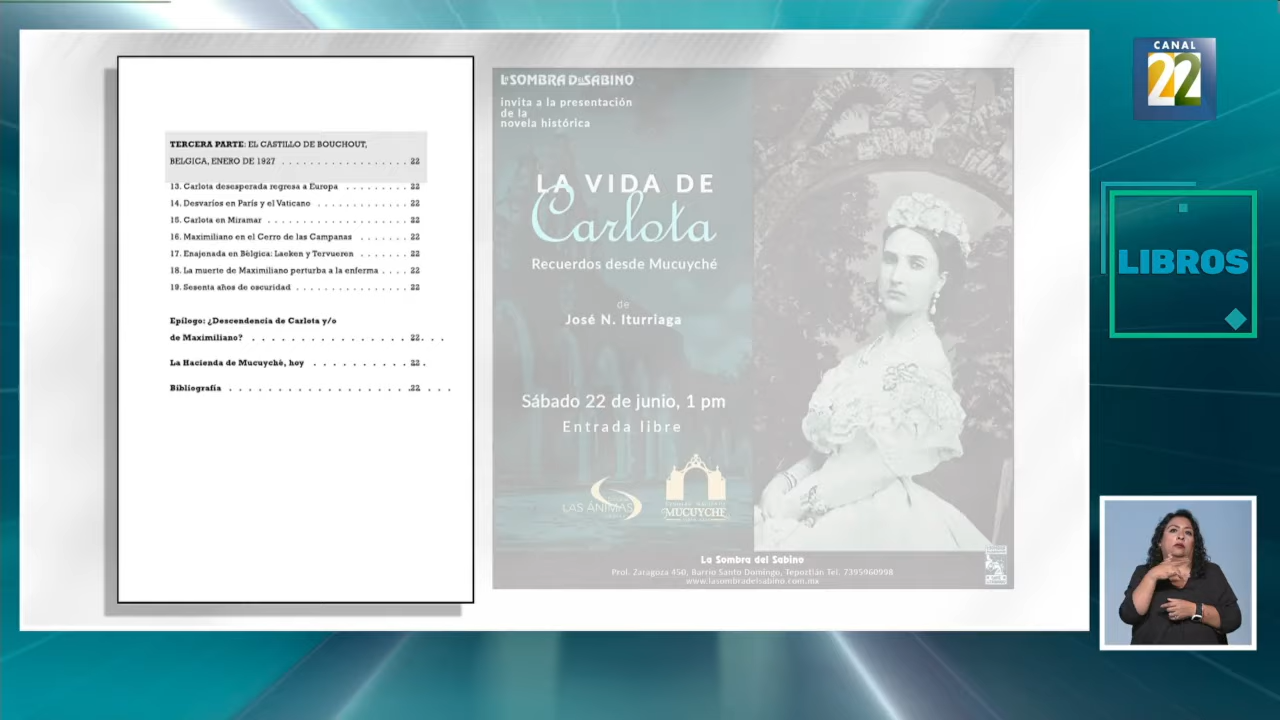 TERCERA PARTE: EL CASTILLO DE BOUCHOUT,
BELGICA, ENERO DE 1927 . . . . . . . . . . . . . . . . . . 22
13. Carlota desesperada regresa a Europa . . . . . . . . . 22
14. Desvaríos en París y el Vaticano . . . . . . . . . . . . . 22
15. Carlota en Miramar . . . . . . . . . . . . . . . . . . . . . 22
16. Maximiliano en el Cerro de las Campanas . . . . . . . 22
17. Enajenada en Bélgica: Laeken y Tervueren . . . . . . . 22
18. La muerte de Maximiliano perturba a la enferma . . . . 22
19. Sesenta años de oscuridad . . . . . . . . . . . . . . . . 22
Epílogo: ¿Descendencia de Carlota y/o
de Maximiliano? . . . . . . . . . . . . . . . . . 22. . .
La Hacienda de Mucuyché, hoy . . . . . . . . . . 22 .
Bibliografía . . . . . . . . . . . . . . . . . . .22 . . .
LA SOMBRA DEL SABINO
invita a la presentación
de la
novela histórica
LA VIDA DE
Carlota
Recuerdos desde Mucuyché
de
José N. Iturriaga
Sábado 22 de junio, 1 pm
Entrada libre
LAS ÁNIMAS
MUCUYCHÉ
La Sombra del Sabino
Prol. Zaragoza 450, Barrio Santo Domingo, Tepoztlán Tel. 7395960998
www.lasombradelsabino.com.mx
CANAL
22
LIBROS